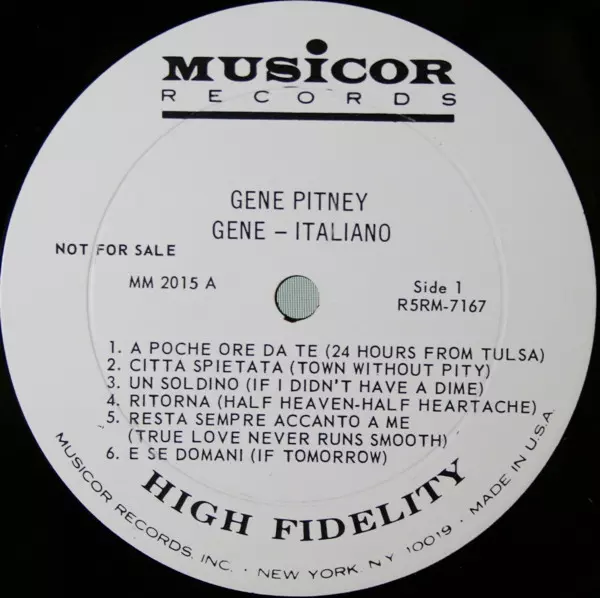 MUSiCOR
RECORDS
GENE PITNEY
GENE – ITALIANO
NOT FOR SALE
MM 2015 A
Side 1
R5RM-7167
1. A POCHE ORE DA TE (24 HOURS FROM TULSA)
2. CITTA SPIETATA (TOWN WITHOUT PITY)
3. UN SOLDINO (IF I DIDN'T HAVE A DIME)
4. RITORNA (HALF HEAVEN-HALF HEARTACHE)
5. RESTA SEMPRE ACCANTO A ME
(TRUE LOVE NEVER RUNS SMOOTH)
6. E SE DOMANI (IF TOMORROW)
HIGH FIDELITY
MUSICOR RECORDS, INC. • NEW YORK, N.Y. 10019 • MADE IN U.S.A.